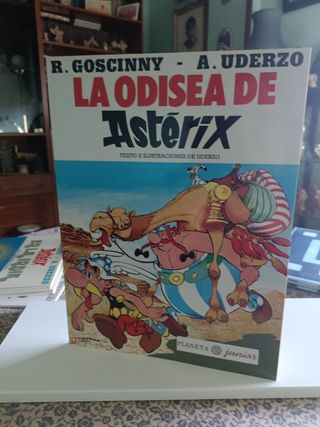 R. GOSCINNY - A. UDERZO
LA ODISEA DE
Astérix
TEXTO E ILUSTRACIONES DE UDERZO
PLANETA junior